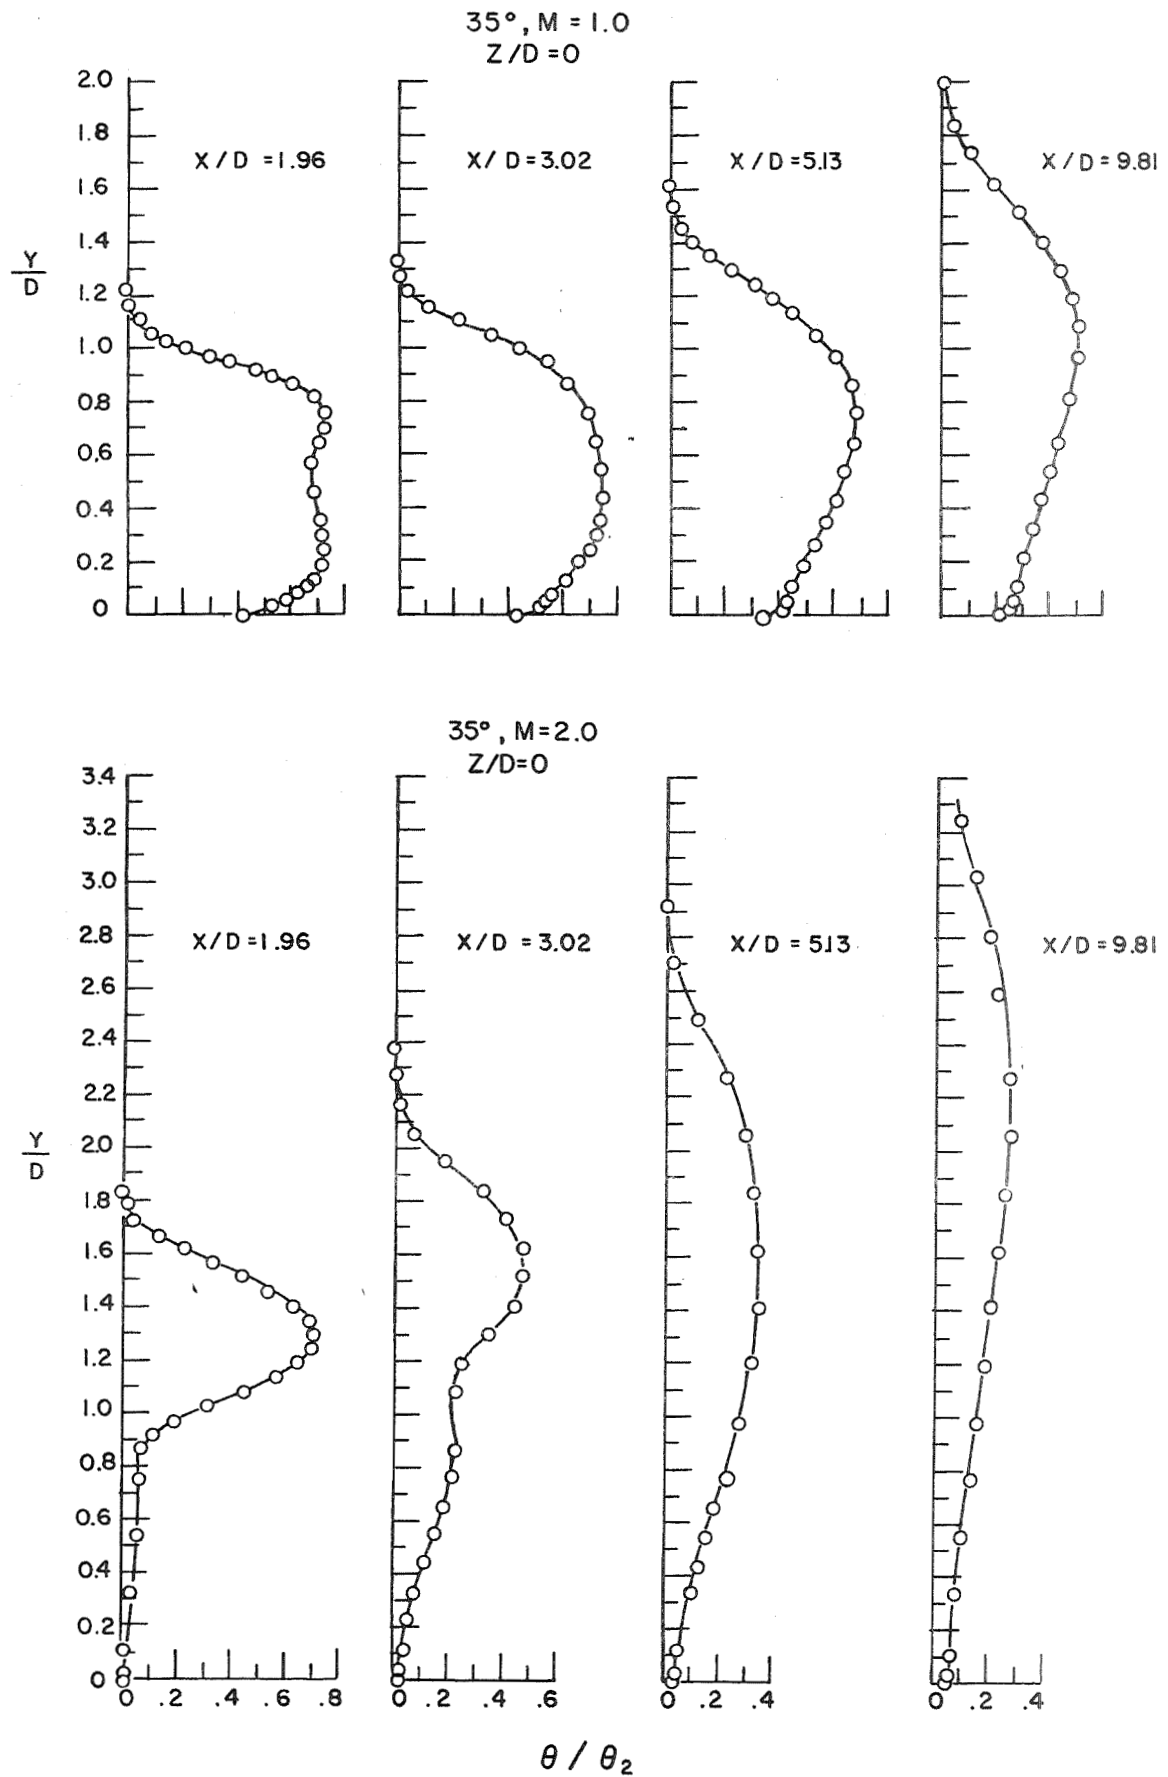 35°, M = 1.0
Z/D = 0
2.0
1.8
1.6
1.4
1.2
1.0
0.8
0.6
0.4
0.2
0
Y
D
X/D = 1.96
X/D = 3.02
X/D = 5.13
X/D = 9.81
35°, M = 2.0
Z/D = 0
3.4
3.2
3.0
2.8
2.6
2.4
2.2
2.0
1.8
1.6
1.4
1.2
1.0
0.8
0.6
0.4
0.2
0
Y
D
X/D = 1.96
X/D = 3.02
X/D = 513
X/D = 9.81
0 .2 .4 .6 .8
0 .2 .4 .6
0 .2 .4
0 .2 .4
θ / θ₂